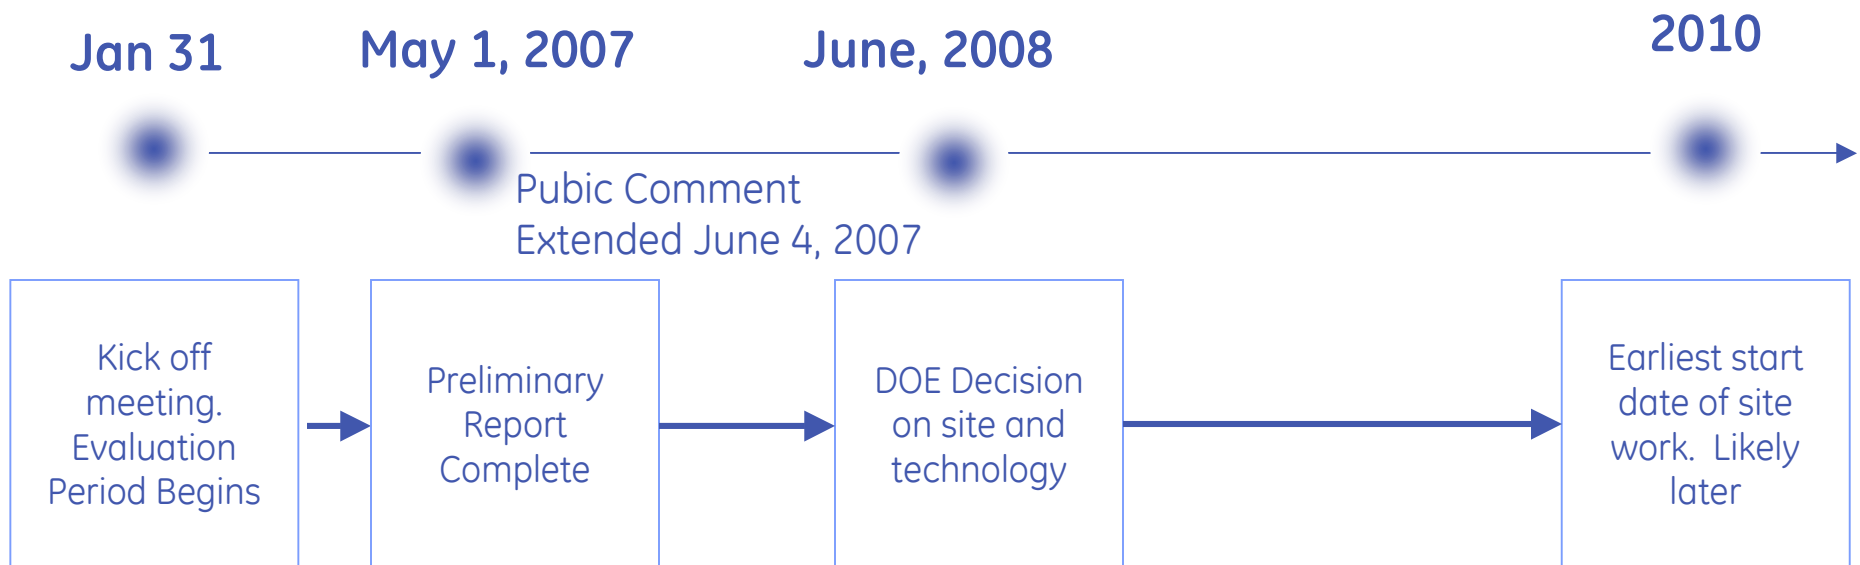 Jan 31
May 1, 2007
June, 2008
2010
Pubic Comment
Extended June 4, 2007
Kick off
meeting.
Evaluation
Period Begins
Preliminary
Report
Complete
DOE Decision
on site and
technology
Earliest start
date of site
work.  Likely
later